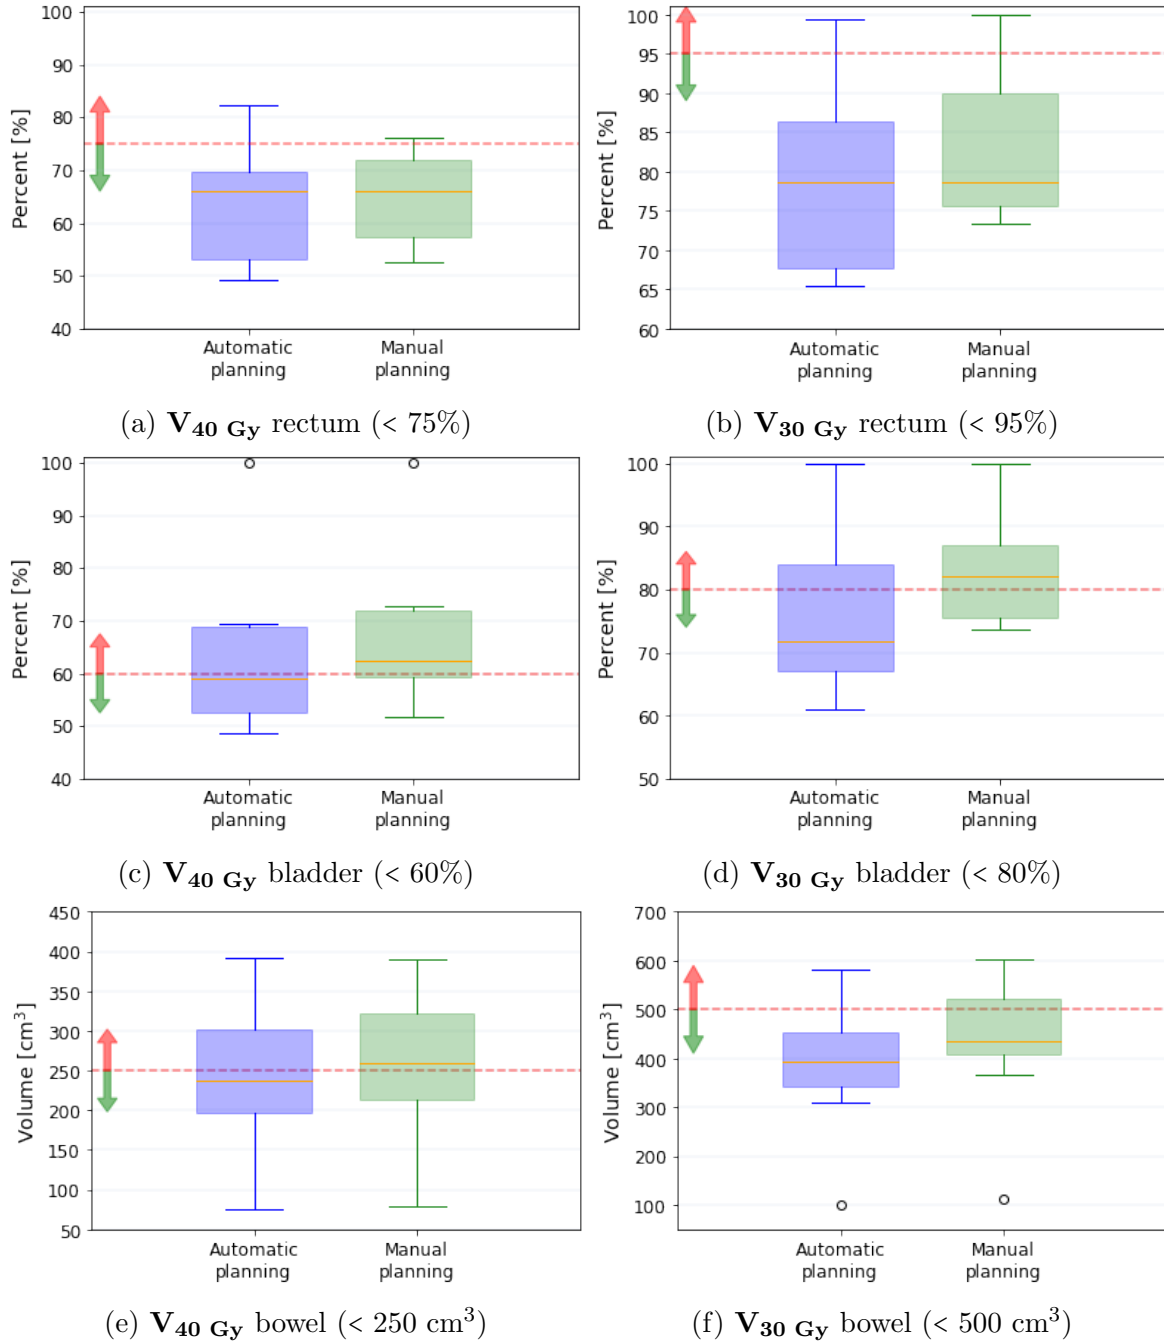 100
90
80
70
60
50
40
Percent [%]
Automatic
planning
Manual
planning
(a) V40 Gy rectum (< 75%)
100
95
90
85
80
75
70
65
60
Percent [%]
Automatic
planning
Manual
planning
(b) V30 Gy rectum (< 95%)
100
90
80
70
60
50
40
Percent [%]
Automatic
planning
Manual
planning
(c) V40 Gy bladder (< 60%)
100
90
80
70
60
50
Percent [%]
Automatic
planning
Manual
planning
(d) V30 Gy bladder (< 80%)
450
400
350
300
250
200
150
100
50
Volume [cm³]
Automatic
planning
Manual
planning
(e) V40 Gy bowel (< 250 cm³)
700
600
500
400
300
200
100
Volume [cm³]
Automatic
planning
Manual
planning
(f) V30 Gy bowel (< 500 cm³)